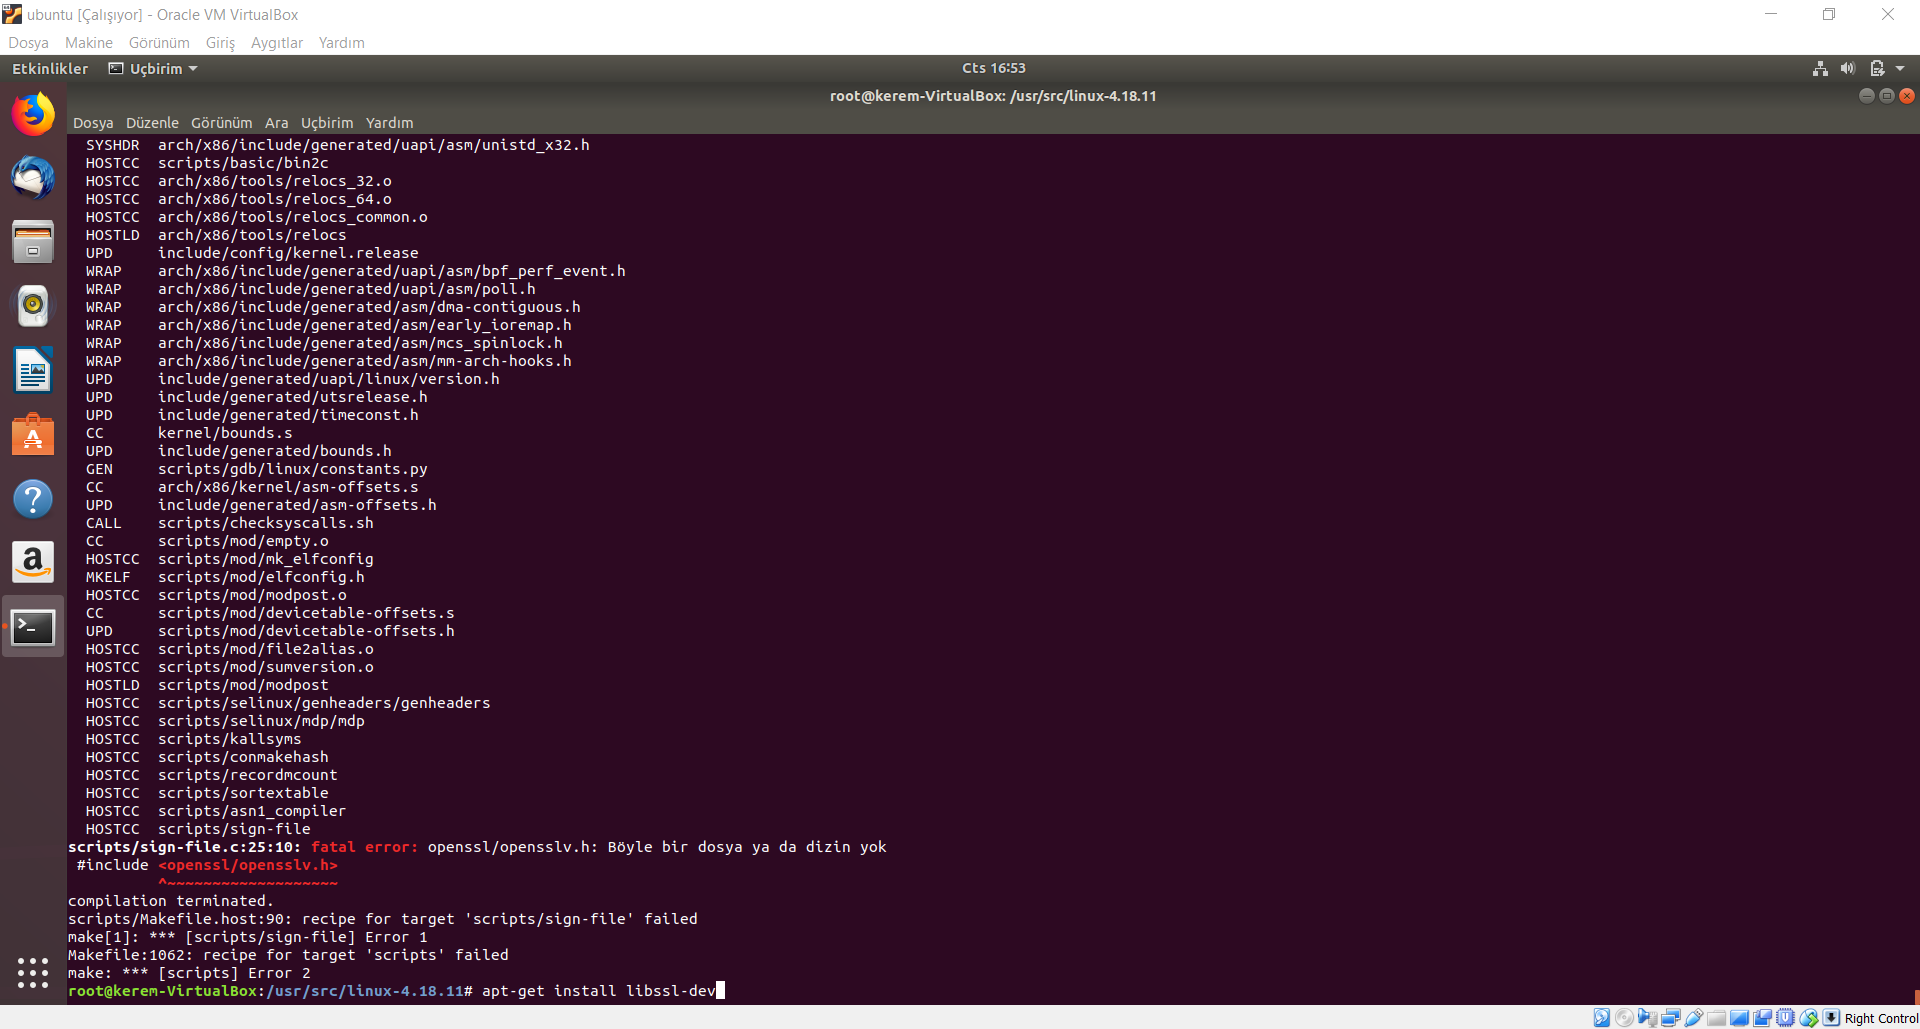 ubuntu [Çalışıyor] - Oracle VM VirtualBox
Dosya Makine Görünüm Giriş Aygıtlar Yardım
Etkinlikler Uçbirim Cts 16:53
root@kerem-VirtualBox: /usr/src/linux-4.18.11
Dosya Düzenle Görünüm Ara Uçbirim Yardım
SYSHDR arch/x86/include/generated/uapi/asm/unistd_x32.h
HOSTCC scripts/basic/bin2c
HOSTCC arch/x86/tools/relocs_32.o
HOSTCC arch/x86/tools/relocs_64.o
HOSTCC arch/x86/tools/relocs_common.o
HOSTLD arch/x86/tools/relocs
UPD include/config/kernel.release
WRAP arch/x86/include/generated/uapi/asm/bpf_perf_event.h
WRAP arch/x86/include/generated/uapi/asm/poll.h
WRAP arch/x86/include/generated/asm/dma-contiguous.h
WRAP arch/x86/include/generated/asm/early_ioremap.h
WRAP arch/x86/include/generated/asm/mcs_spinlock.h
WRAP arch/x86/include/generated/asm/mm-arch-hooks.h
UPD include/generated/uapi/linux/version.h
UPD include/generated/utsrelease.h
UPD include/generated/timeconst.h
CC kernel/bounds.s
UPD include/generated/bounds.h
GEN scripts/gdb/linux/constants.py
CC arch/x86/kernel/asm-offsets.s
UPD include/generated/asm-offsets.h
CALL scripts/checksyscalls.sh
CC scripts/mod/empty.o
HOSTCC scripts/mod/mk_elfconfig
MKELF scripts/mod/elfconfig.h
HOSTCC scripts/mod/modpost.o
CC scripts/mod/devicetable-offsets.s
UPD scripts/mod/devicetable-offsets.h
HOSTCC scripts/mod/file2alias.o
HOSTCC scripts/mod/sumversion.o
HOSTLD scripts/mod/modpost
HOSTCC scripts/selinux/genheaders/genheaders
HOSTCC scripts/selinux/mdp/mdp
HOSTCC scripts/kallsyms
HOSTCC scripts/conmakehash
HOSTCC scripts/recordmcount
HOSTCC scripts/sortextable
HOSTCC scripts/asn1_compiler
HOSTCC scripts/sign-file
scripts/sign-file.c:25:10: fatal error: openssl/opensslv.h: Böyle bir dosya ya da dizin yok
#include <openssl/opensslv.h>
^~~~~~~~~~~~~~~~~~~~
compilation terminated.
scripts/Makefile.host:90: recipe for target 'scripts/sign-file' failed
make[1]: *** [scripts/sign-file] Error 1
Makefile:1062: recipe for target 'scripts' failed
make: *** [scripts] Error 2
root@kerem-VirtualBox:/usr/src/linux-4.18.11# apt-get install libssl-dev
Right Control